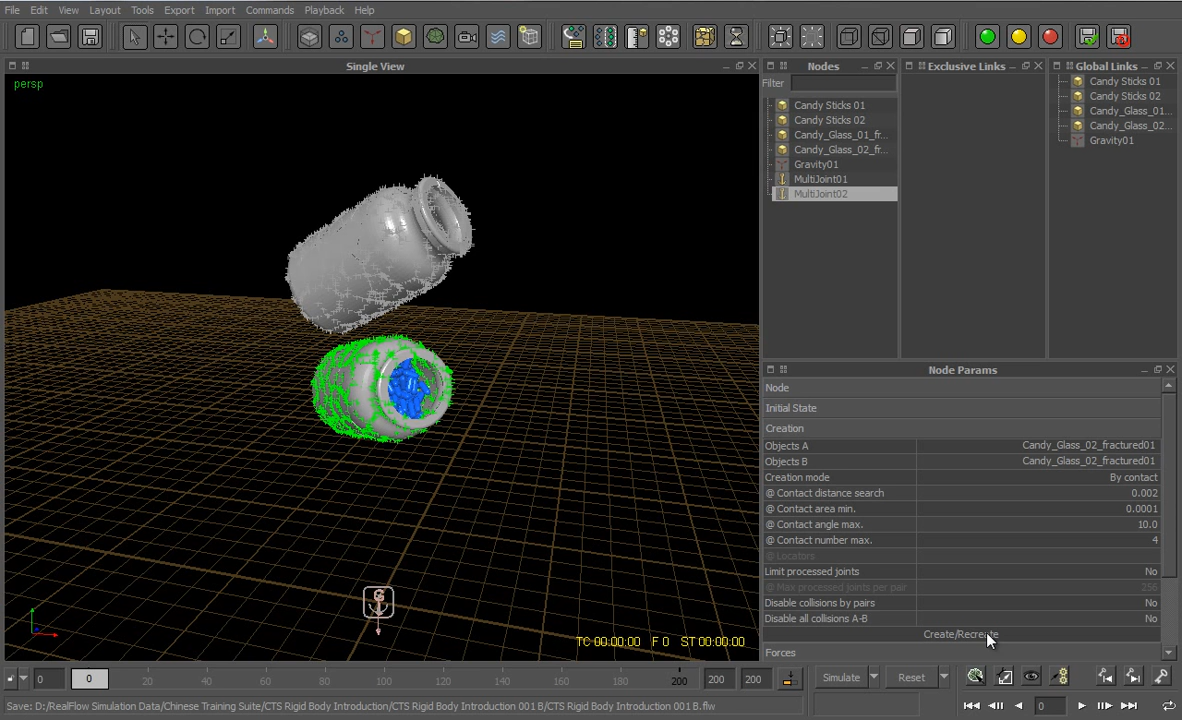 File Edit View Layout Tools Export Import Commands Playback Help
Single View
persp
TC 00:00:00 F 0 ST 00:00:00
Nodes
Filter
Candy Sticks 01
Candy Sticks 02
Candy_Glass_01_fr...
Candy_Glass_02_fr...
Gravity01
MultiJoint01
MultiJoint02
Exclusive Links
Global Links
Candy Sticks 01
Candy Sticks 02
Candy_Glass_01...
Candy_Glass_02...
Gravity01
Node Params
Node
Initial State
Creation
Objects A Candy_Glass_02_fractured01
Objects B Candy_Glass_02_fractured01
Creation mode By contact
@ Contact distance search 0.002
@ Contact area min. 0.0001
@ Contact angle max. 10.0
@ Contact number max. 4
@ Locators
Limit processed joints No
@ Max processed joints per pair 256
Disable collisions by pairs No
Disable all collisions A-B No
Create/Recreate
Forces
0 0 20 40 60 80 100 120 140 160 180 200 200 200
Simulate Reset
0
Save: D:/RealFlow Simulation Data/Chinese Training Suite/CTS Rigid Body Introduction/CTS Rigid Body Introduction 001 B/CTS Rigid Body Introduction 001 B.flw